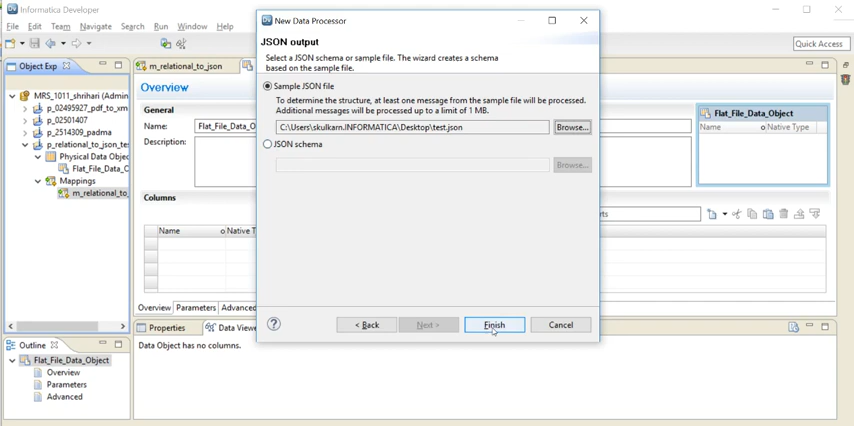 Informatica Developer
File Edit Team Navigate Search Run Window Help
Quick Access
Object Exp
MRS_1011_shrihari (Admin
p_02495927_pdf_to_xm
p_02501407
p_2514309_padma
p_relational_to_json_tes
Physical Data Objec
Flat_File_Data_O
Mappings
m_relational_to_
Outline
Flat_File_Data_Object
Overview
Parameters
Advanced
m_relational_to_json
Overview
General
Name: Flat_File_Data_O
Description:
Columns
Name Native T
Overview Parameters Advanced
Properties Data Viewe
Data Object has no columns.
New Data Processor
JSON output
Select a JSON schema or sample file. The wizard creates a schema
based on the sample file.
Sample JSON file
To determine the structure, at least one message from the sample file will be processed.
Additional messages will be processed up to a limit of 1 MB.
C:\Users\skulkarn.INFORMATICA\Desktop\test.json Browse...
JSON schema
Browse...
< Back Next > Finish Cancel
Flat_File_Data_Object
Name Native Type
rts